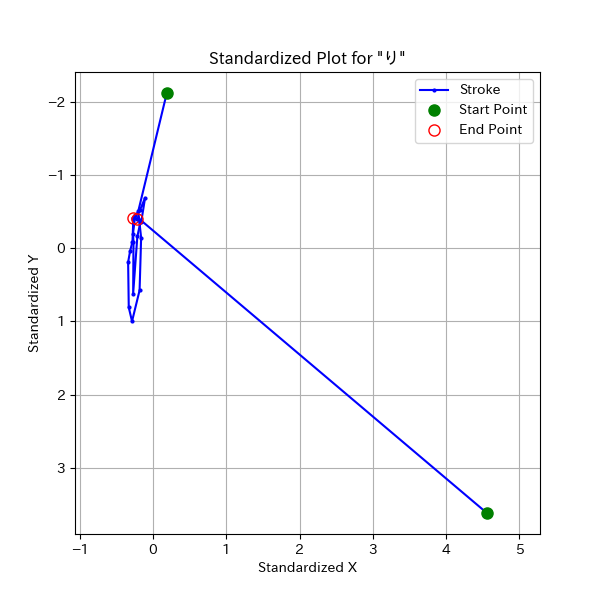 Standardized Plot for "り"
Stroke
Start Point
End Point
Standardized Y
−2
−1
0
1
2
3
−1 0 1 2 3 4 5
Standardized X